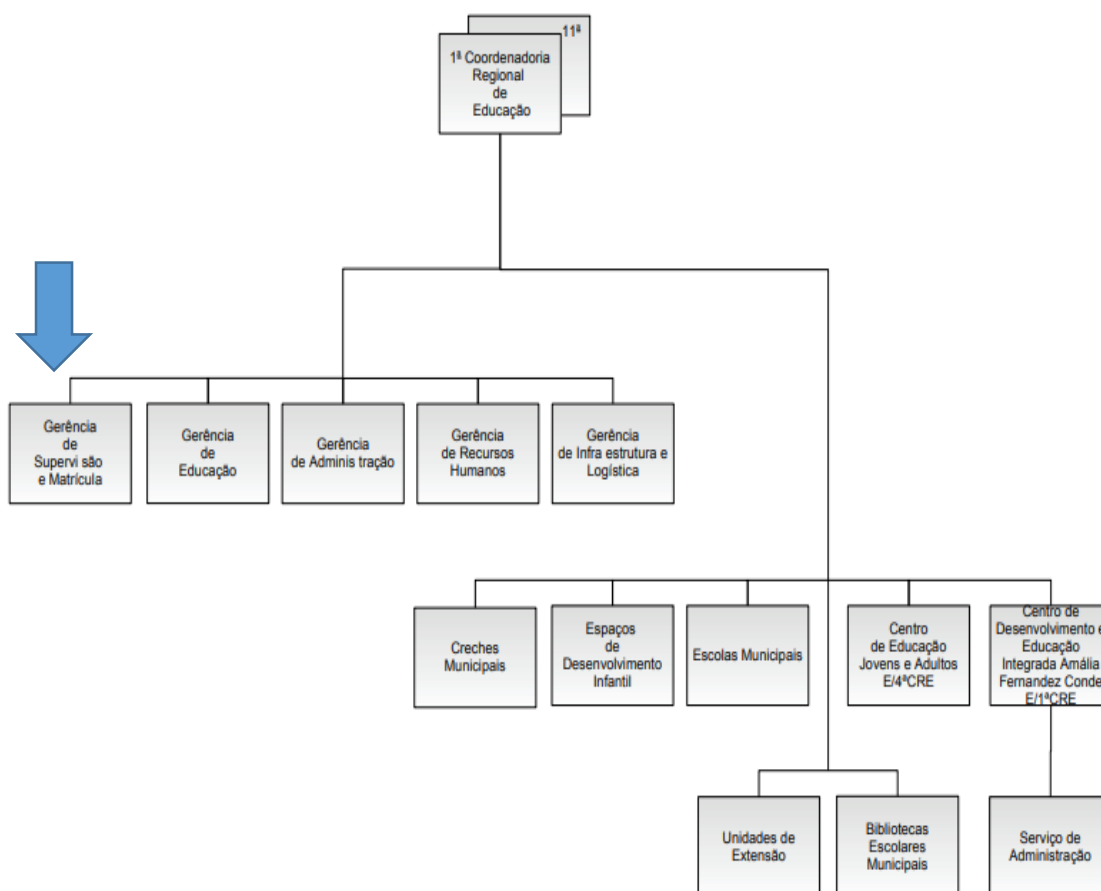 11ª
1ª Coordenadoria
Regional
de
Educação
Gerência
de
Supervi são
e Matrícula
Gerência
de
Educação
Gerência
de Adminis tração
Gerência
de Recursos
Humanos
Gerência
de Infra estrutura e
Logística
Creches
Municipais
Espaços
de
Desenvolvimento
Infantil
Escolas Municipais
Centro
de Educação
Jovens e Adultos
E/4ªCRE
Centro de
Desenvolvimento e
Educação
Integrada Amália
Fernandez Conde
E/1ªCRE
Unidades de
Extensão
Bibliotecas
Escolares
Municipais
Serviço de
Administração